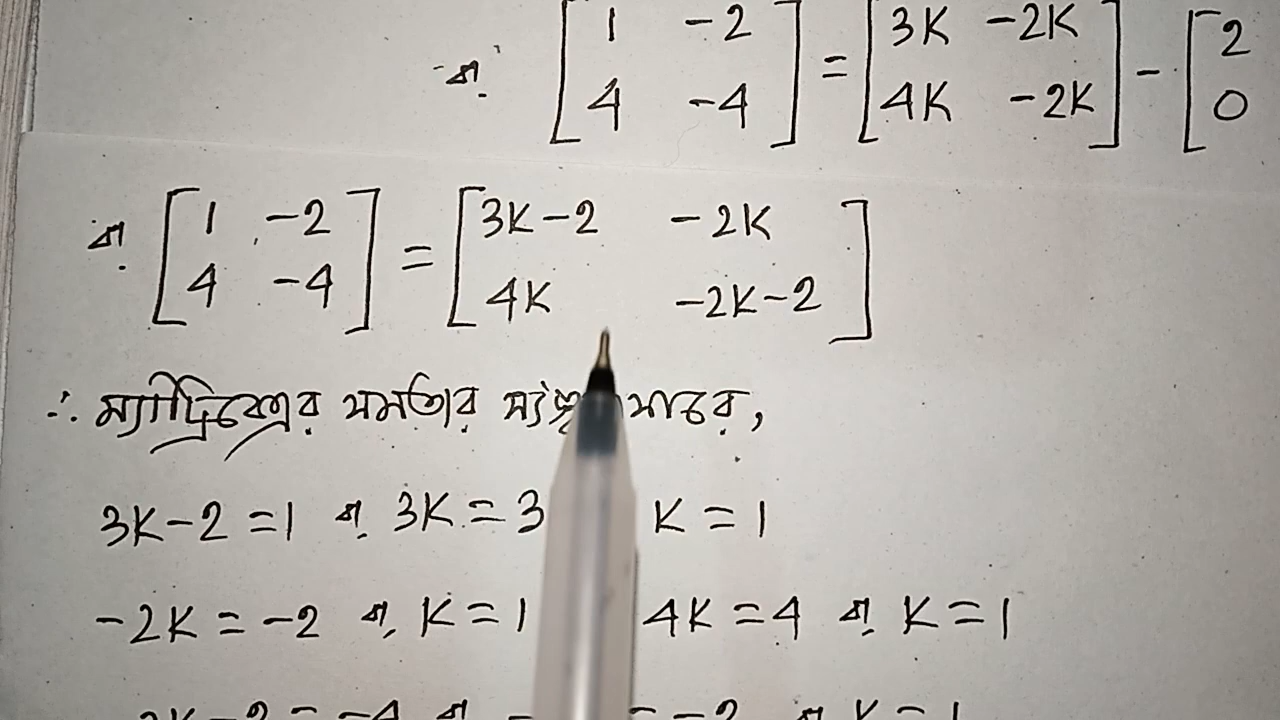 বা, [1 -2] = [3K -2K] - [2
[4 -4] [4K -2K] [0
বা, [1 -2] = [3K-2 -2K]
[4 -4] [4K -2K-2]
∴ ম্যাট্রিক্সের সমতার সংজ্ঞা
3K-2=1 বা, 3K=3 K=1
-2K=-2 বা, K=1 4K=4 বা, K=1